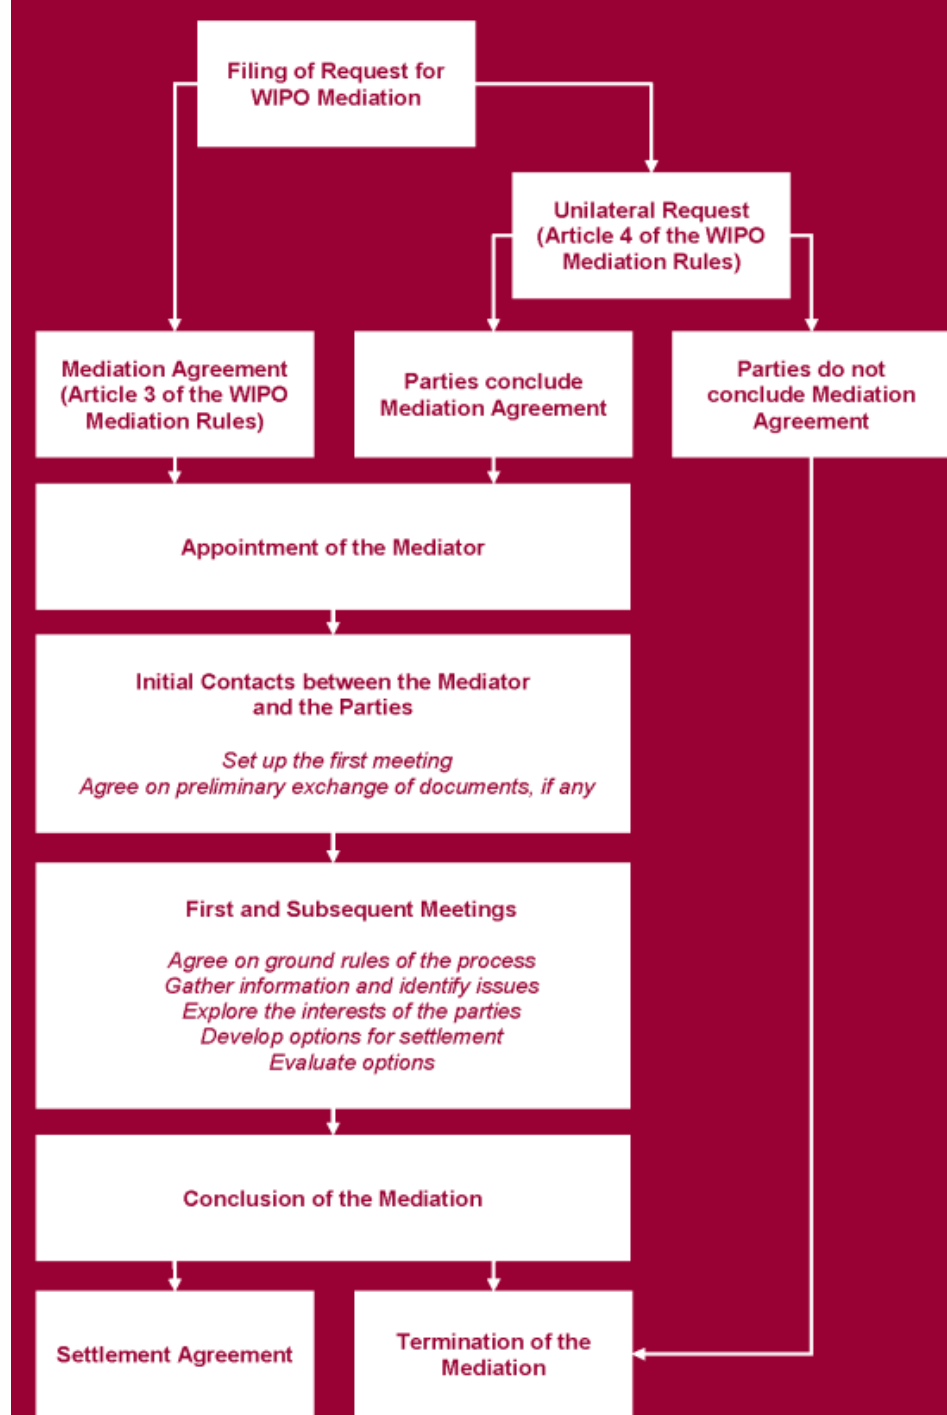 Filing of Request for
WIPO Mediation
Unilateral Request
(Article 4 of the WIPO
Mediation Rules)
Mediation Agreement
(Article 3 of the WIPO
Mediation Rules)
Parties conclude
Mediation Agreement
Parties do not
conclude Mediation
Agreement
Appointment of the Mediator
Initial Contacts between the Mediator
and the Parties
Set up the first meeting
Agree on preliminary exchange of documents, if any
First and Subsequent Meetings
Agree on ground rules of the process
Gather information and identify issues
Explore the interests of the parties
Develop options for settlement
Evaluate options
Conclusion of the Mediation
Settlement Agreement
Termination of the
Mediation